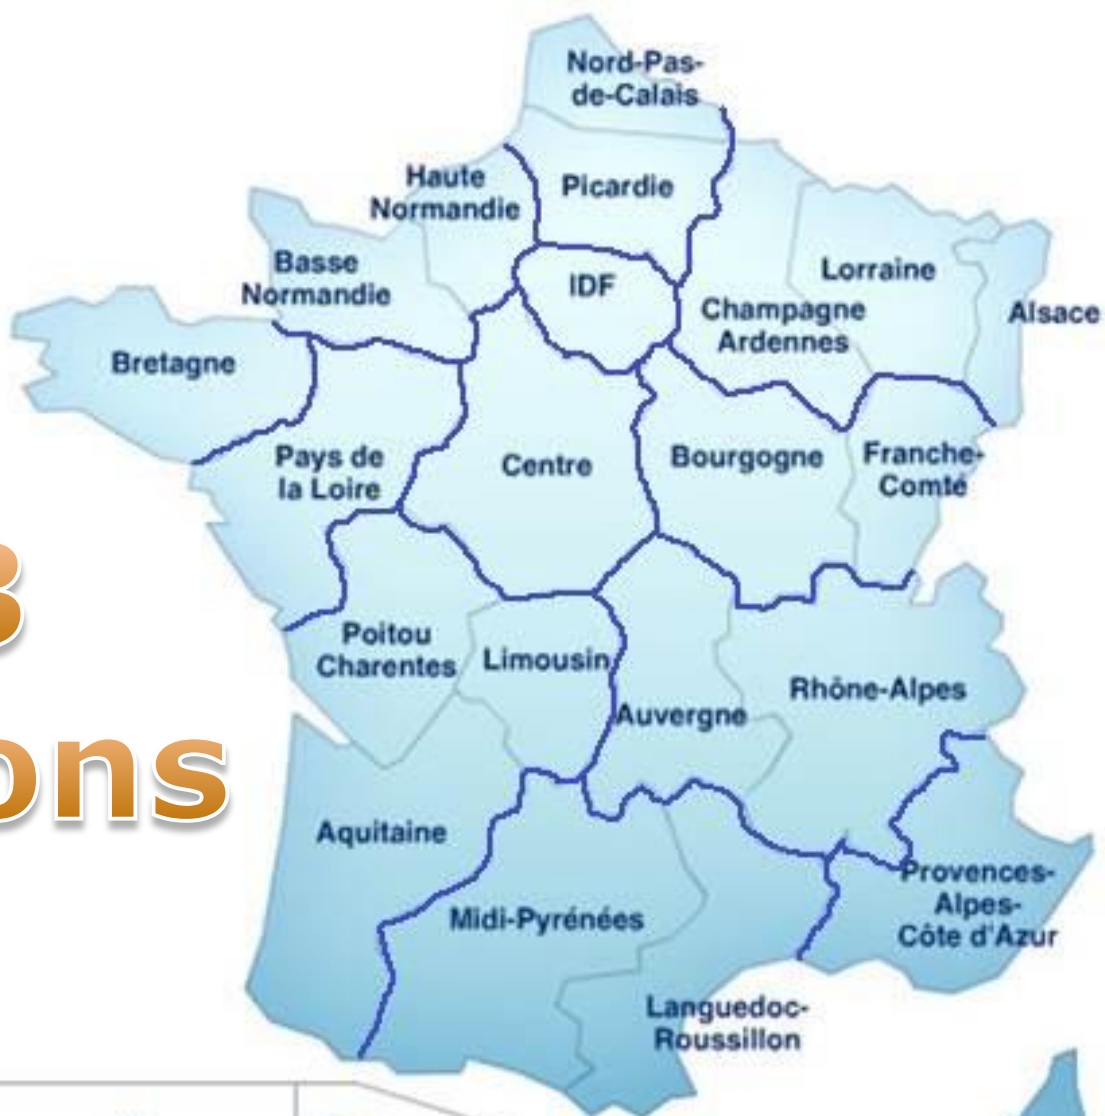 Nord-Pas-
de-Calais
Haute
Normandie
Picardie
Basse
Normandie
IDF
Lorraine
Champagne
Ardennes
Alsace
Bretagne
Pays de
la Loire
Centre
Bourgogne
Franche-
Comté
Poitou
Charentes
Limousin
Rhône-Alpes
Auvergne
Aquitaine
Provences-
Alpes-
Côte d'Azur
Midi-Pyrénées
Languedoc-
Roussillon